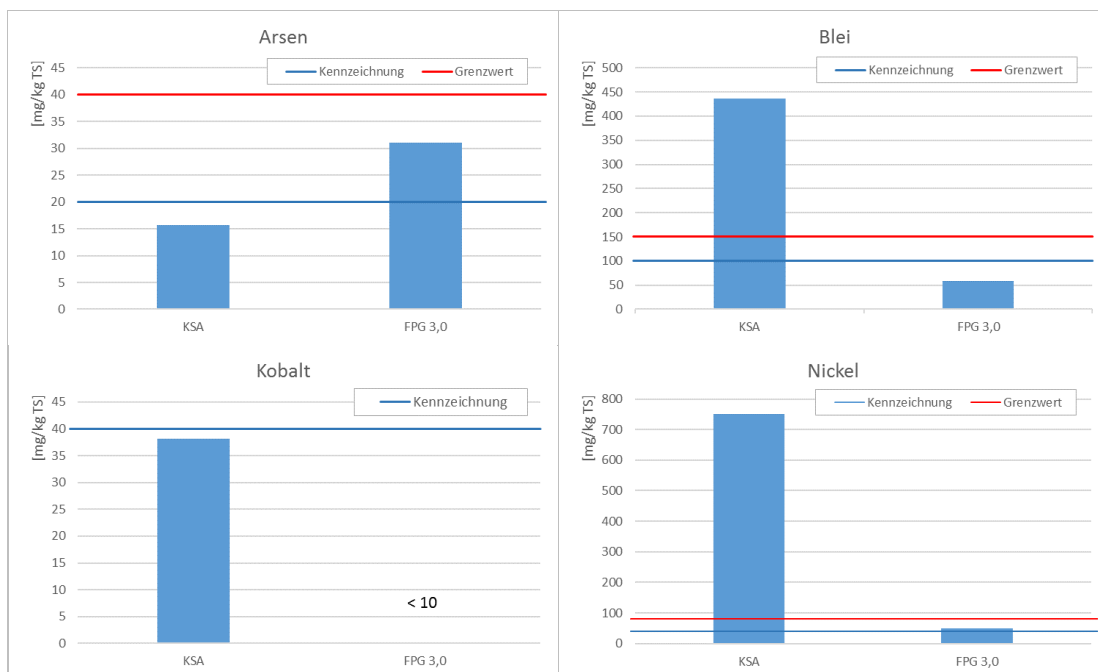 Arsen
[mg/kg TS]
Kennzeichnung Grenzwert
45
40
35
30
25
20
15
10
5
0
KSA FPG 3,0
Blei
[mg/kg TS]
Kennzeichnung Grenzwert
500
450
400
350
300
250
200
150
100
50
0
KSA FPG 3,0
Kobalt
[mg/kg TS]
Kennzeichnung
45
40
35
30
25
20
15
10
5
0
< 10
KSA FPG 3,0
Nickel
[mg/kg TS]
Kennzeichnung Grenzwert
800
700
600
500
400
300
200
100
0
KSA FPG 3,0